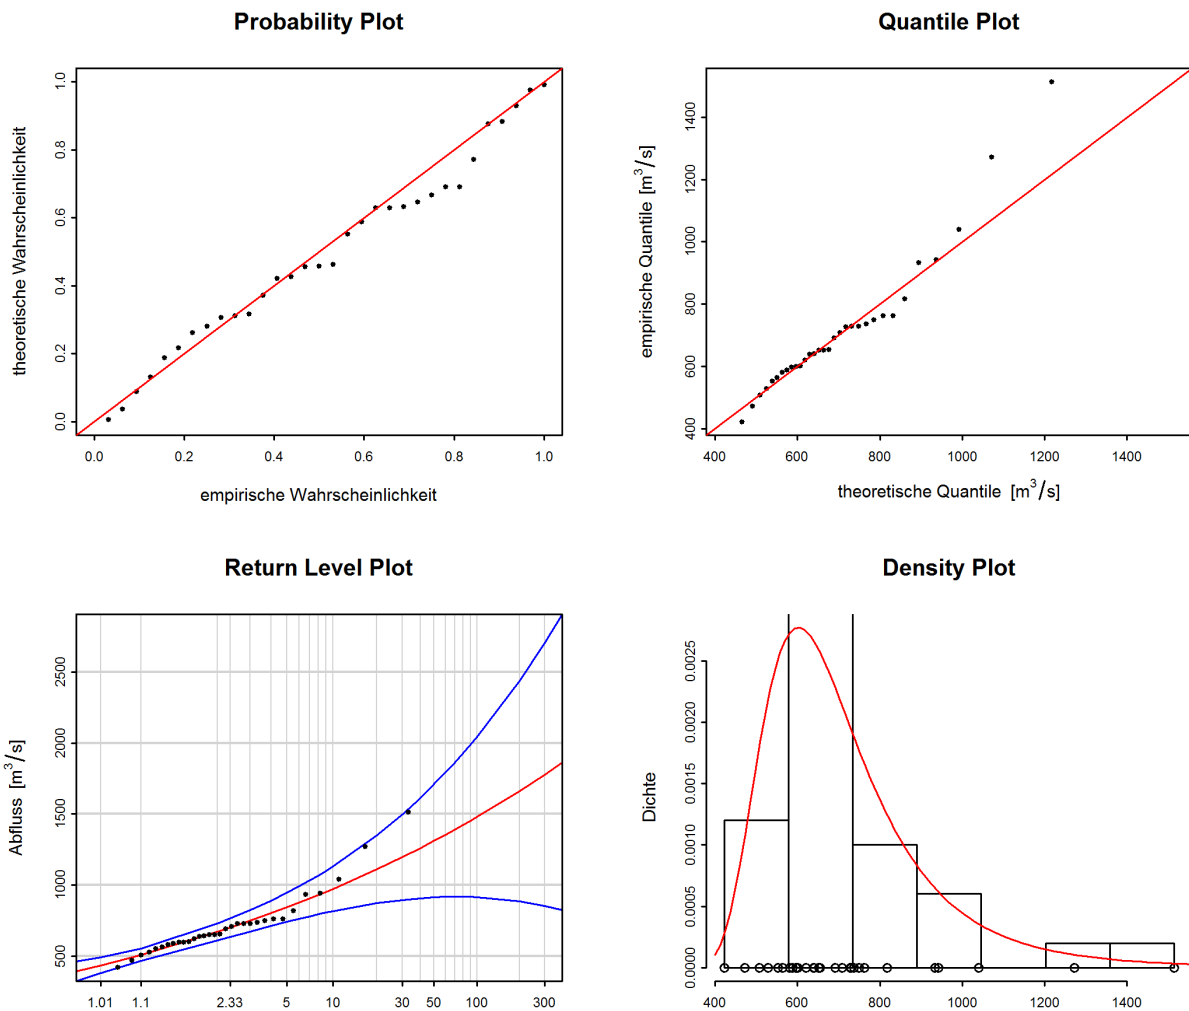 Probability Plot
theoretische Wahrscheinlichkeit
0.0 0.2 0.4 0.6 0.8 1.0
0.0 0.2 0.4 0.6 0.8 1.0
empirische Wahrscheinlichkeit
Quantile Plot
empirische Quantile [m³/s]
400 600 800 1000 1200 1400
400 600 800 1000 1200 1400
theoretische Quantile [m³/s]
Return Level Plot
Abfluss [m³/s]
500 1000 1500 2000 2500
1.01 1.1 2.33 5 10 30 50 100 300
Density Plot
Dichte
0.0000 0.0005 0.0010 0.0015 0.0020 0.0025
400 600 800 1000 1200 1400